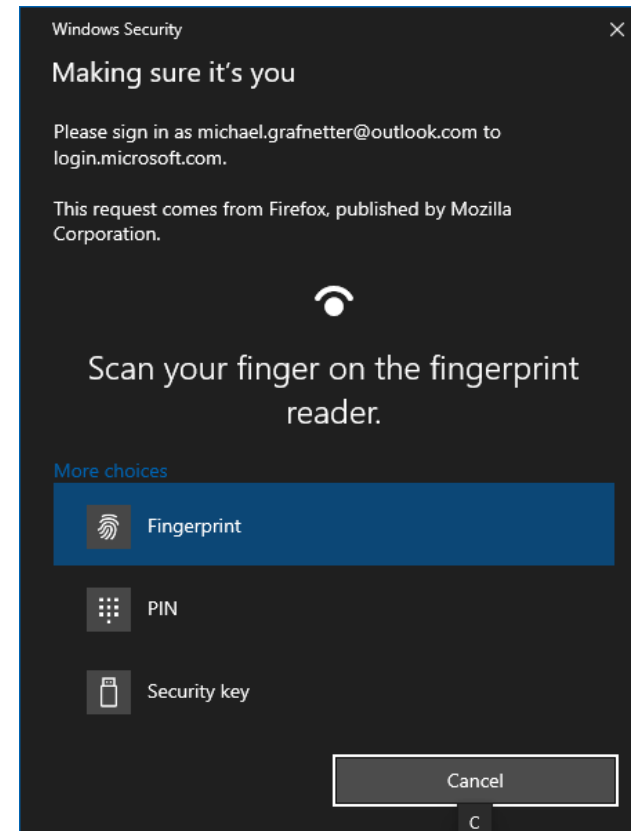 Windows Security
Making sure it's you
Please sign in as michael.grafnetter@outlook.com to
login.microsoft.com.
This request comes from Firefox, published by Mozilla
Corporation.
Scan your finger on the fingerprint
reader.
More choices
Fingerprint
PIN
Security key
Cancel
C